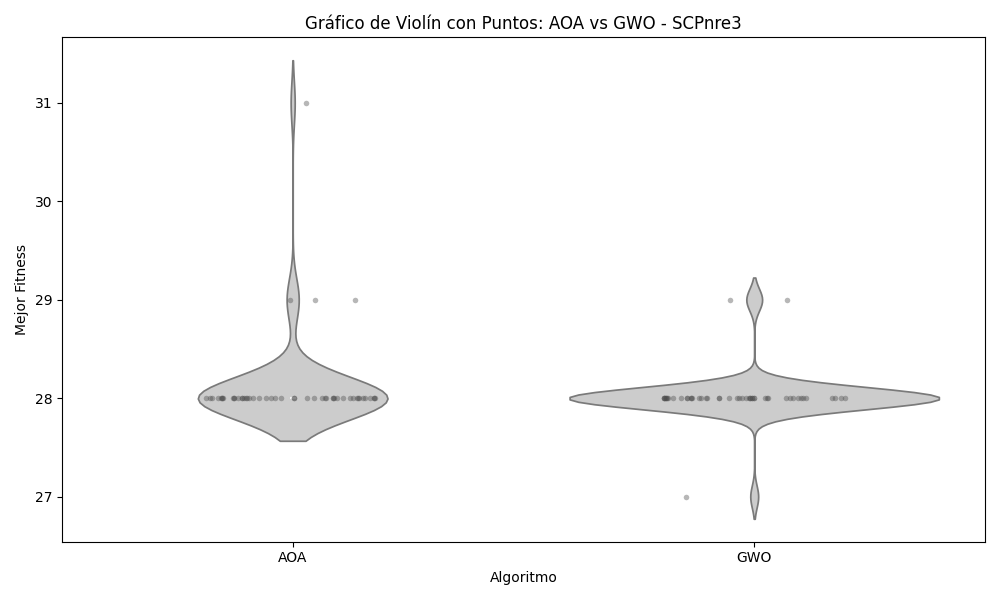 Gráfico de Violín con Puntos: AOA vs GWO - SCPnre3
Mejor Fitness
31
30
29
28
27
AOA
GWO
Algoritmo